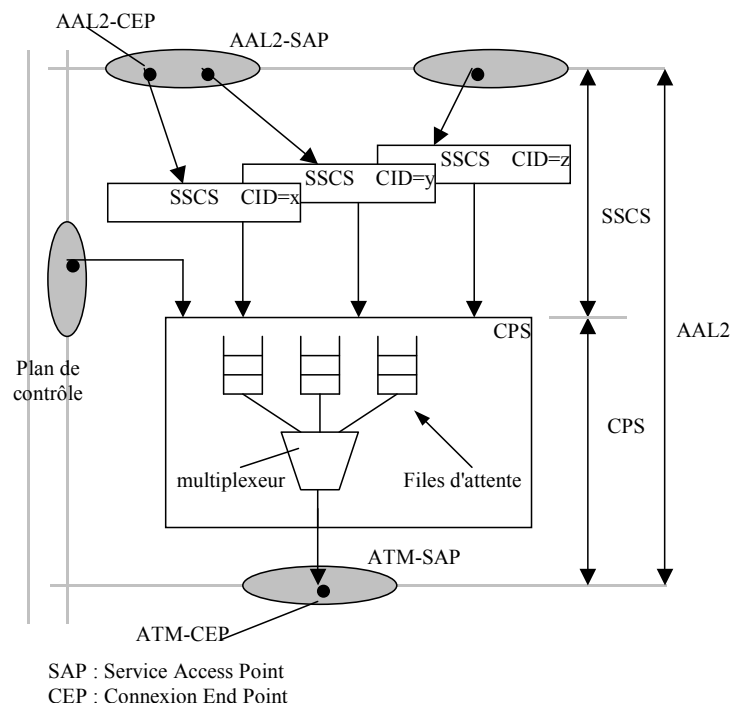 AAL2-CEP
AAL2-SAP
SSCS CID=z
SSCS CID=y
SSCS CID=x
SSCS
CPS
AAL2
Plan de
contrôle
CPS
multiplexeur
Files d'attente
ATM-SAP
ATM-CEP
SAP : Service Access Point
CEP : Connexion End Point